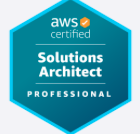 aws
certified
Solutions
Architect
PROFESSIONAL